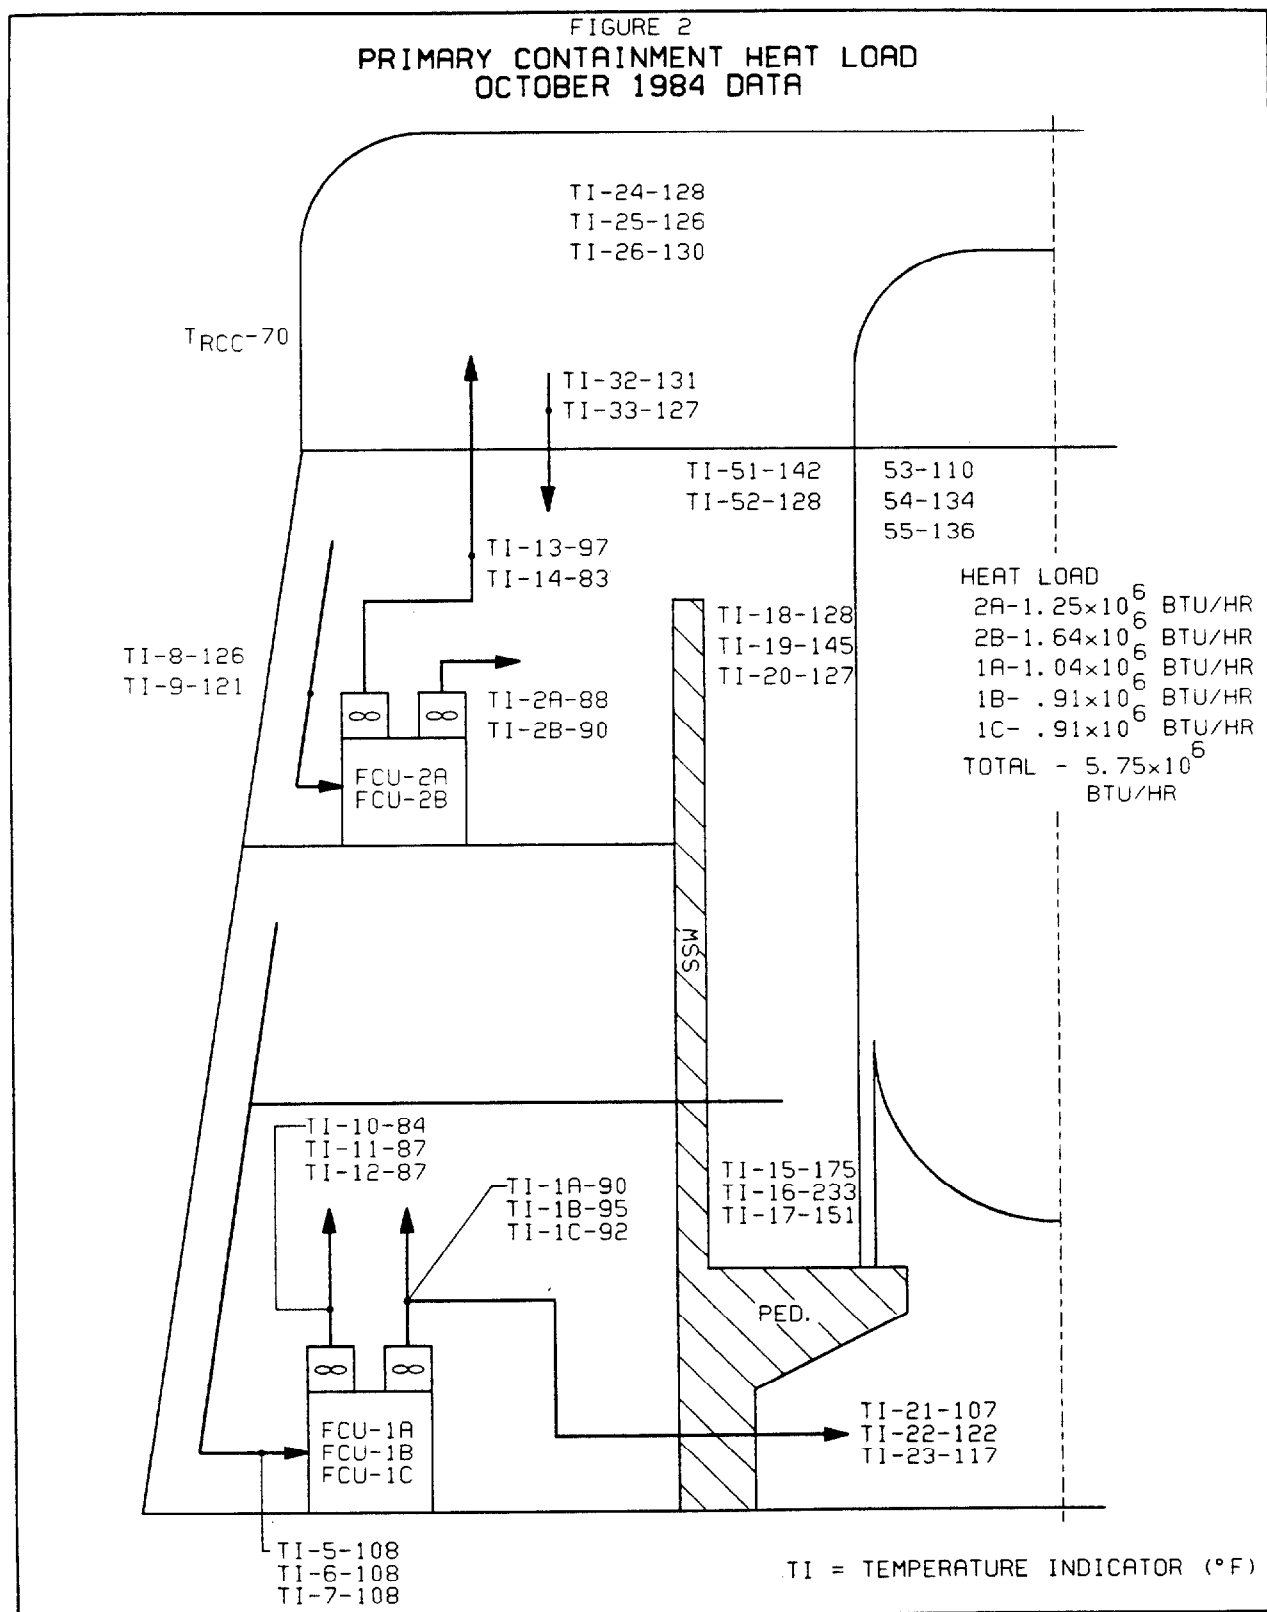 FIGURE 2
PRIMARY CONTAINMENT HEAT LOAD
OCTOBER 1984 DATA
TI-24-128
TI-25-126
TI-26-130
TRCC-70
TI-32-131
TI-33-127
TI-51-142
TI-52-128
53-110
54-134
55-136
TI-13-97
TI-14-83
HEAT LOAD
2A-1.25x10^6 BTU/HR
2B-1.64x10^6 BTU/HR
1A-1.04x10^6 BTU/HR
1B- .91x10^6 BTU/HR
1C- .91x10^6 BTU/HR
TOTAL - 5.75x10^6
BTU/HR
TI-18-128
TI-19-145
TI-20-127
TI-8-126
TI-9-121
TI-2A-88
TI-2B-90
FCU-2A
FCU-2B
MSS
TI-10-84
TI-11-87
TI-12-87
TI-1A-90
TI-1B-95
TI-1C-92
TI-15-175
TI-16-233
TI-17-151
PED.
FCU-1A
FCU-1B
FCU-1C
TI-21-107
TI-22-122
TI-23-117
TI-5-108
TI-6-108
TI-7-108
TI = TEMPERATURE INDICATOR (°F)